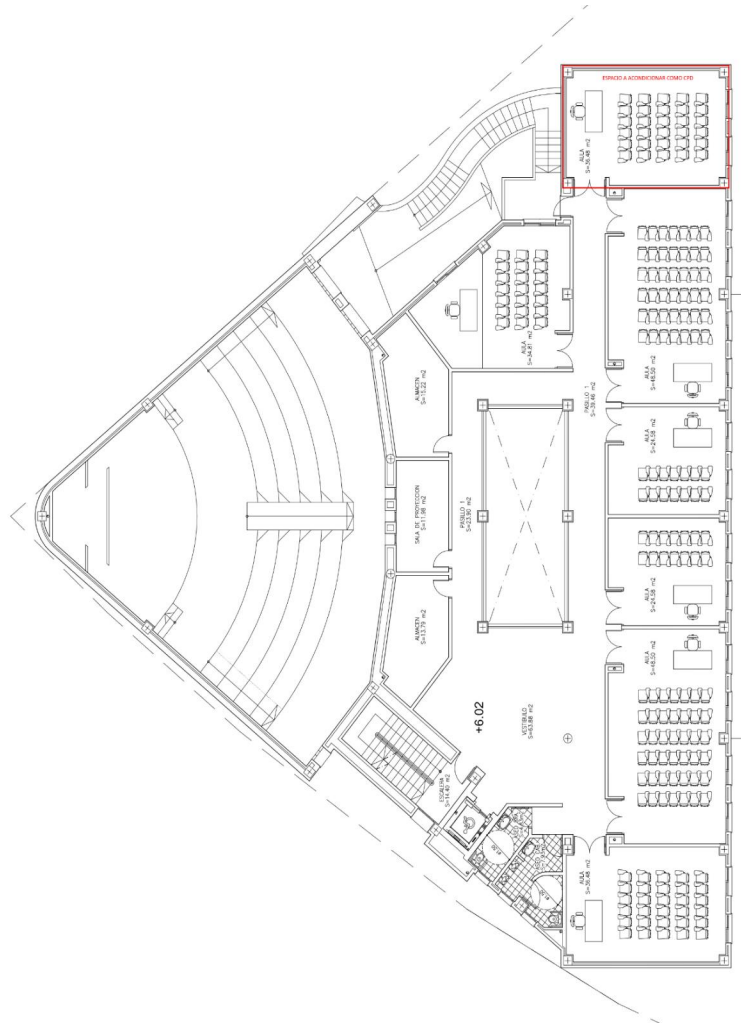 ESPACIO A ACONDICIONAR COMO CPD
AULA
S=36.48 m2
AULA
S=34.81 m2
AULA
S=48.50 m2
ALMACEN
S=15.22 m2
PASILLO 1
S=39.46 m2
AULA
S=24.58 m2
SALA DE PROYECCION
S=11.98 m2
PASILLO 1
S=23.90 m2
AULA
S=24.58 m2
ALMACEN
S=13.79 m2
AULA
S=48.50 m2
+6.02
VESTIBULO
S=63.88 m2
ESCALERA
S=14.40 m2
AULA
S=36.48 m2